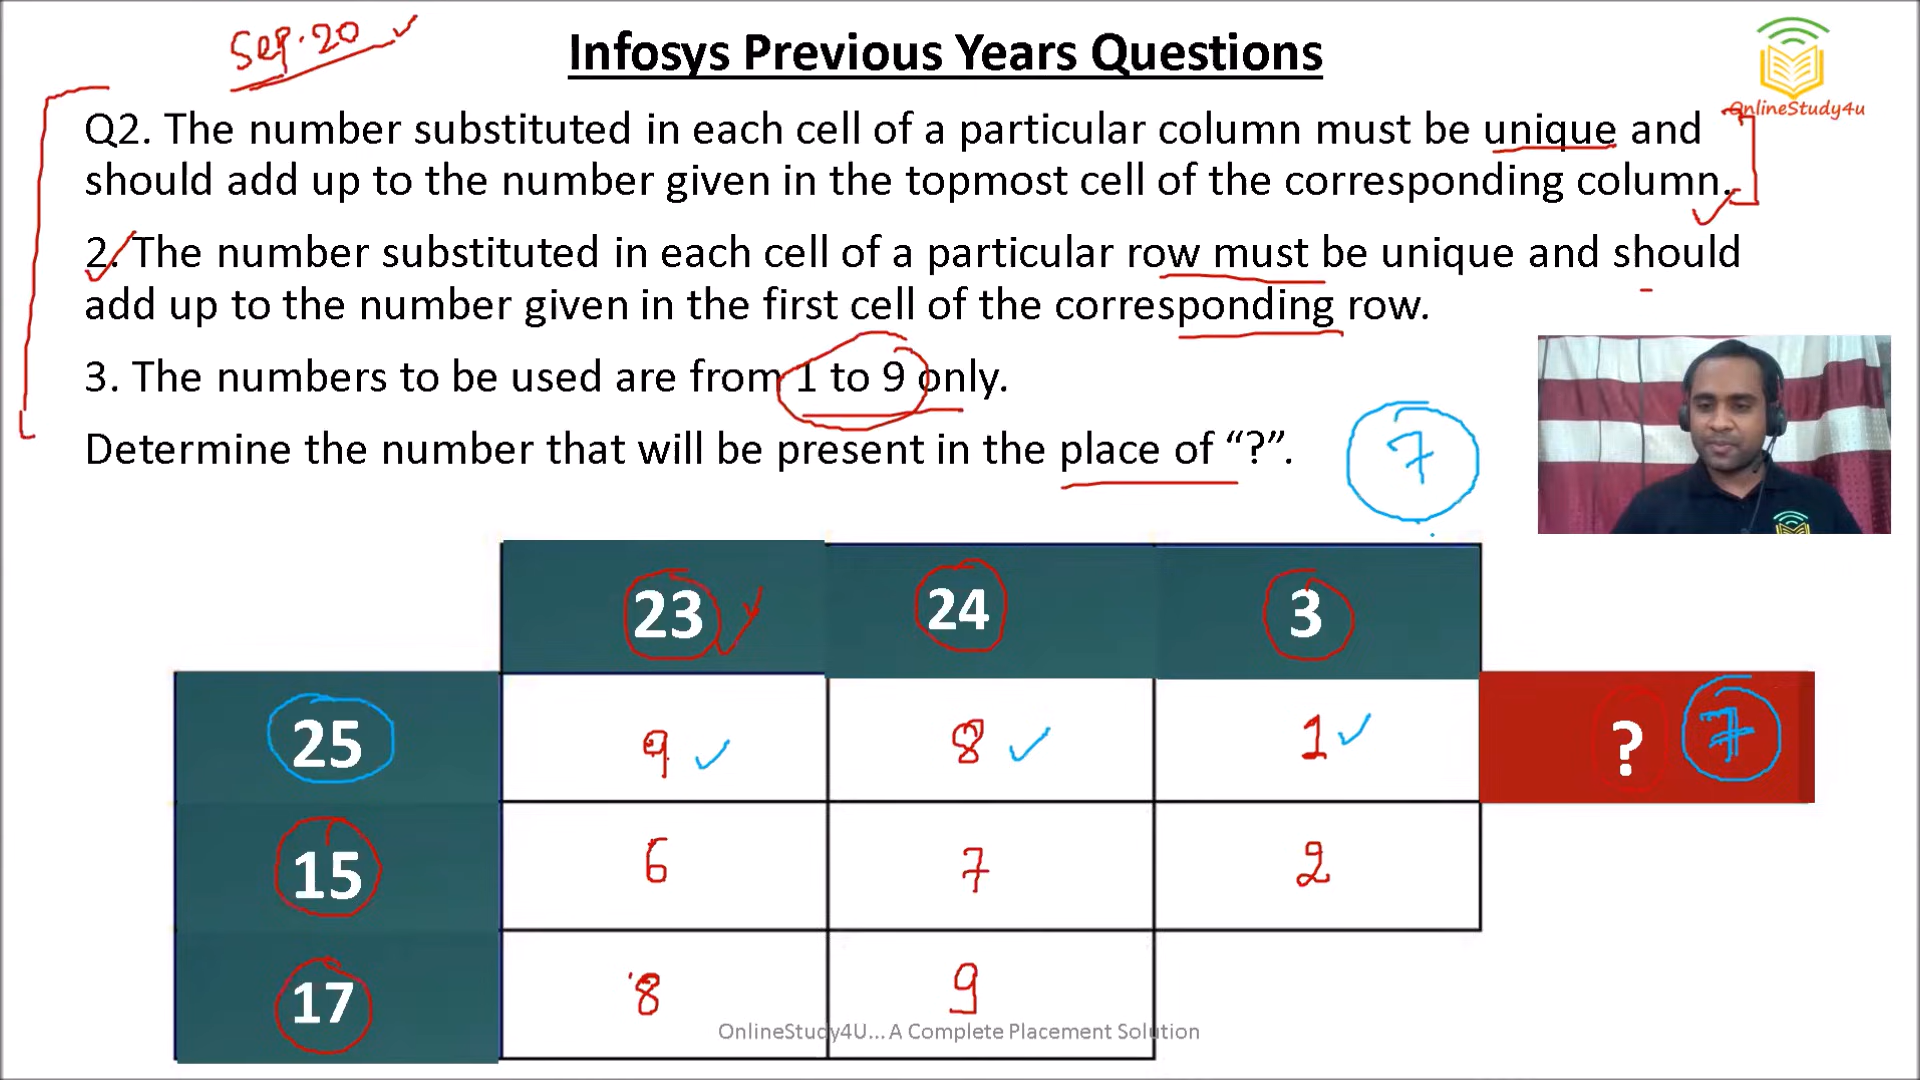 Sep. 20
Infosys Previous Years Questions
OnlineStudy4u
Q2. The number substituted in each cell of a particular column must be unique and
should add up to the number given in the topmost cell of the corresponding column.
2. The number substituted in each cell of a particular row must be unique and should
add up to the number given in the first cell of the corresponding row.
3. The numbers to be used are from 1 to 9 only.
Determine the number that will be present in the place of “?”.
7
23 24 3
25 9 8 1 ? 7
15 6 7 2
17 8 9
OnlineStudy4U... A Complete Placement Solution